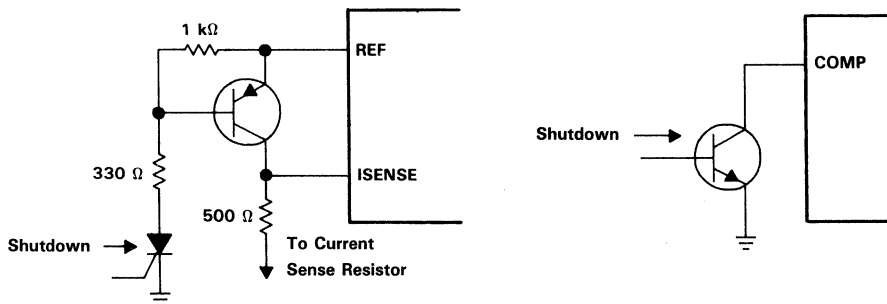 1 kΩ
REF
COMP
Shutdown
330 Ω
ISENSE
500 Ω
Shutdown
To Current
Sense Resistor